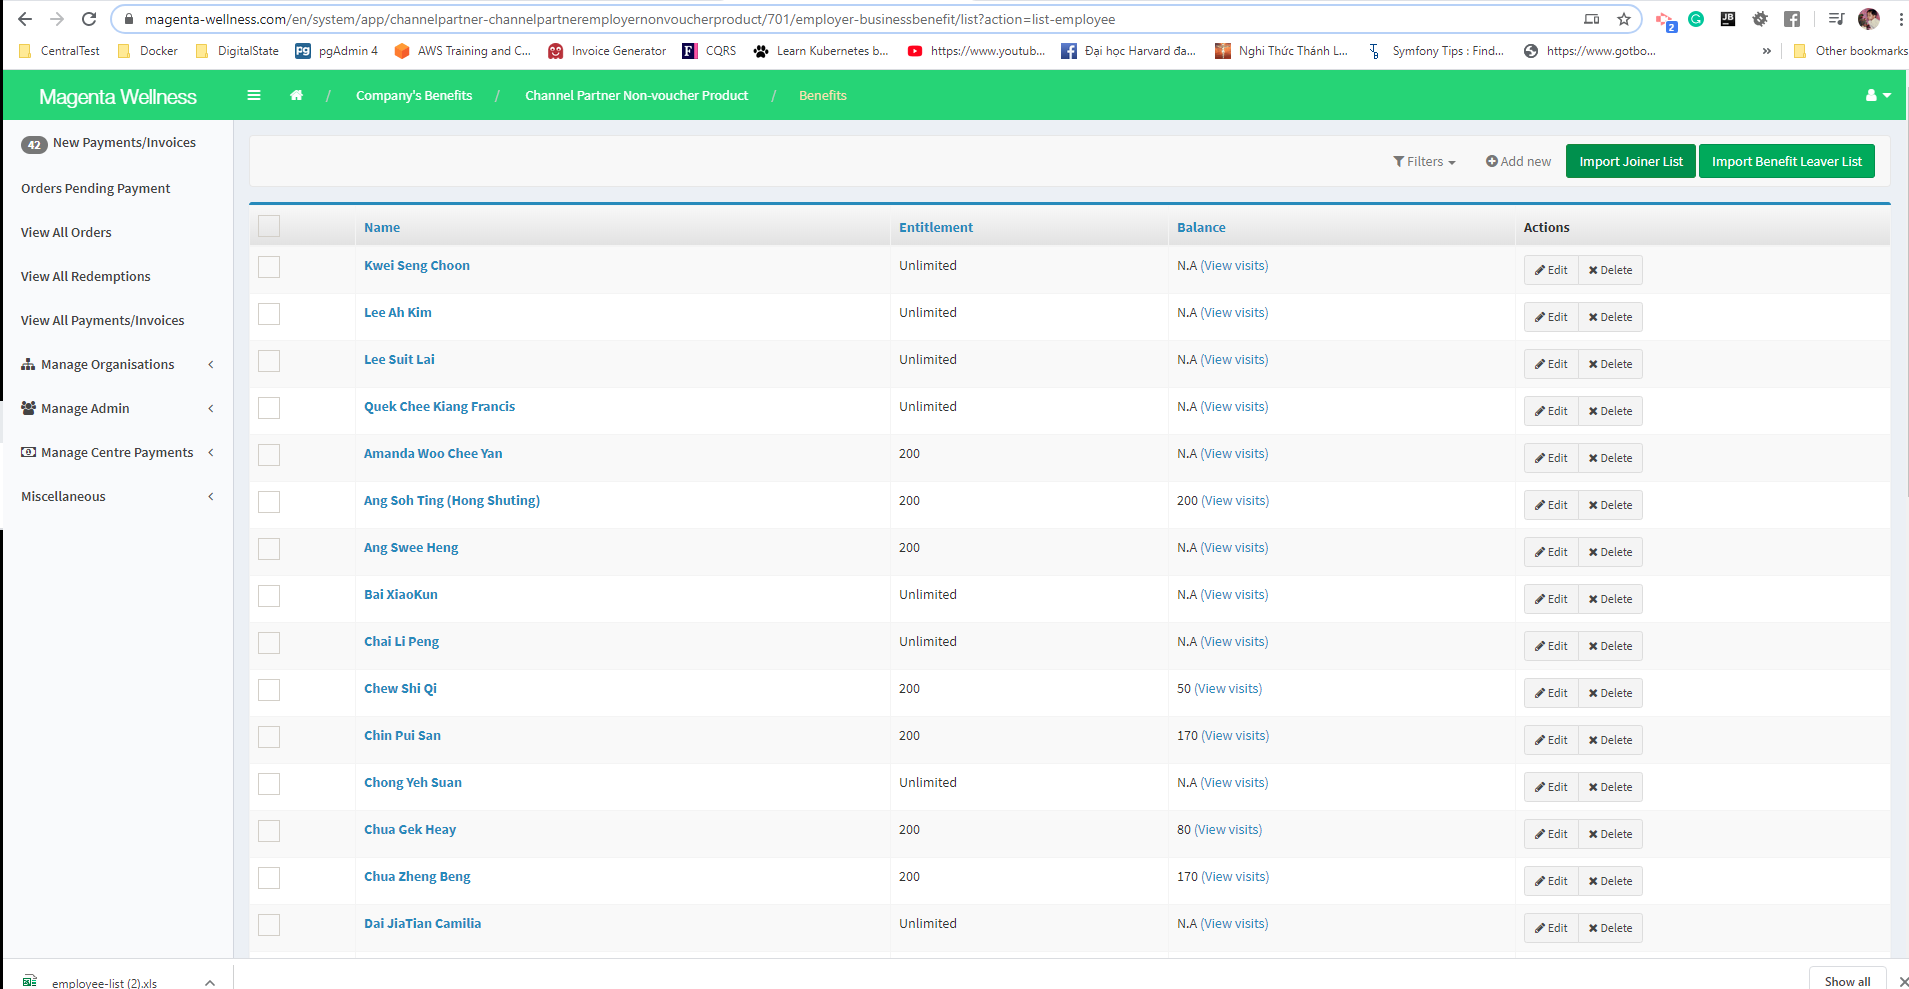 magenta-wellness.com/en/system/app/channelpartner-channelpartneremployernonvoucherproduct/701/employer-businessbenefit/list?action=list-employee
2 JB
CentralTest Docker DigitalState pgAdmin 4 AWS Training and C... Invoice Generator CQRS Learn Kubernetes b... https://www.youtub... Đại học Harvard đa... Nghi Thức Thánh L... Symfony Tips : Find... https://www.gotbo... » Other bookmarks
Magenta Wellness / Company's Benefits / Channel Partner Non-voucher Product / Benefits
42 New Payments/Invoices
Orders Pending Payment
View All Orders
View All Redemptions
View All Payments/Invoices
Manage Organisations
Manage Admin
Manage Centre Payments
Miscellaneous
Filters Add new Import Joiner List Import Benefit Leaver List
Name Entitlement Balance Actions
Kwei Seng Choon Unlimited N.A (View visits) Edit Delete
Lee Ah Kim Unlimited N.A (View visits) Edit Delete
Lee Suit Lai Unlimited N.A (View visits) Edit Delete
Quek Chee Kiang Francis Unlimited N.A (View visits) Edit Delete
Amanda Woo Chee Yan 200 N.A (View visits) Edit Delete
Ang Soh Ting (Hong Shuting) 200 200 (View visits) Edit Delete
Ang Swee Heng 200 N.A (View visits) Edit Delete
Bai XiaoKun Unlimited N.A (View visits) Edit Delete
Chai Li Peng Unlimited N.A (View visits) Edit Delete
Chew Shi Qi 200 50 (View visits) Edit Delete
Chin Pui San 200 170 (View visits) Edit Delete
Chong Yeh Suan Unlimited N.A (View visits) Edit Delete
Chua Gek Heay 200 80 (View visits) Edit Delete
Chua Zheng Beng 200 170 (View visits) Edit Delete
Dai JiaTian Camilia Unlimited N.A (View visits) Edit Delete
employee-list (2).xls Show all